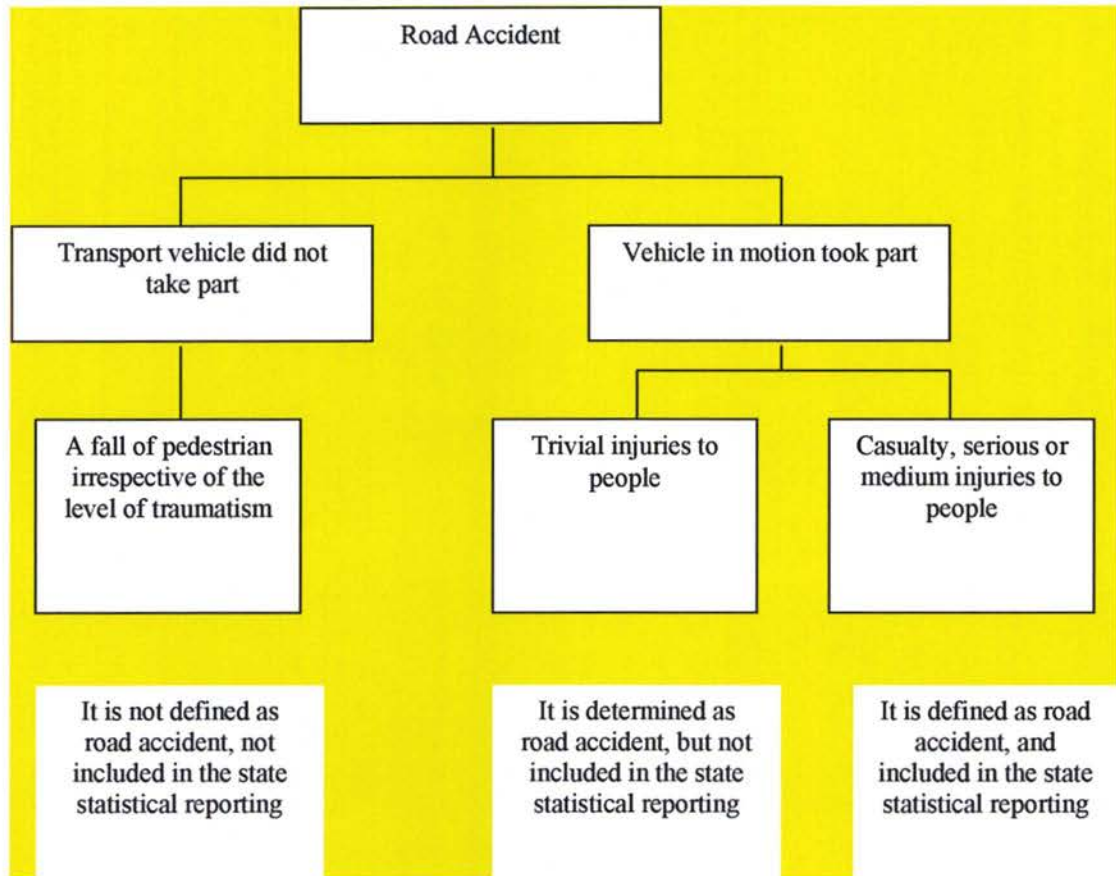 Road Accident
Transport vehicle did not
take part
Vehicle in motion took part
A fall of pedestrian
irrespective of the
level of traumatism
Trivial injuries to
people
Casualty, serious or
medium injuries to
people
It is not defined as
road accident, not
included in the state
statistical reporting
It is determined as
road accident, but not
included in the state
statistical reporting
It is defined as road
accident, and
included in the state
statistical reporting